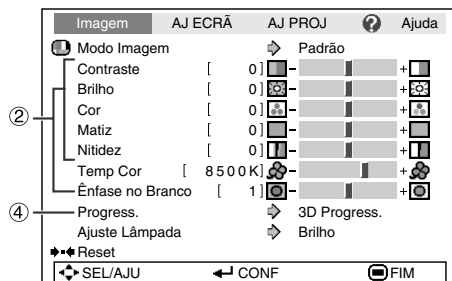 Imagem AJ ECRÃ AJ PROJ ? Ajuda
Modo Imagem Padrão
Contraste [ 0] - +
Brilho [ 0] - +
② Cor [ 0] - +
Matiz [ 0] - +
Nitidez [ 0] - +
Temp Cor [ 8500K] - +
Ênfase no Branco [ 1] - +
④ Progress. 3D Progress.
Ajuste Lâmpada Brilho
Reset
SEL/AJU CONF FIM